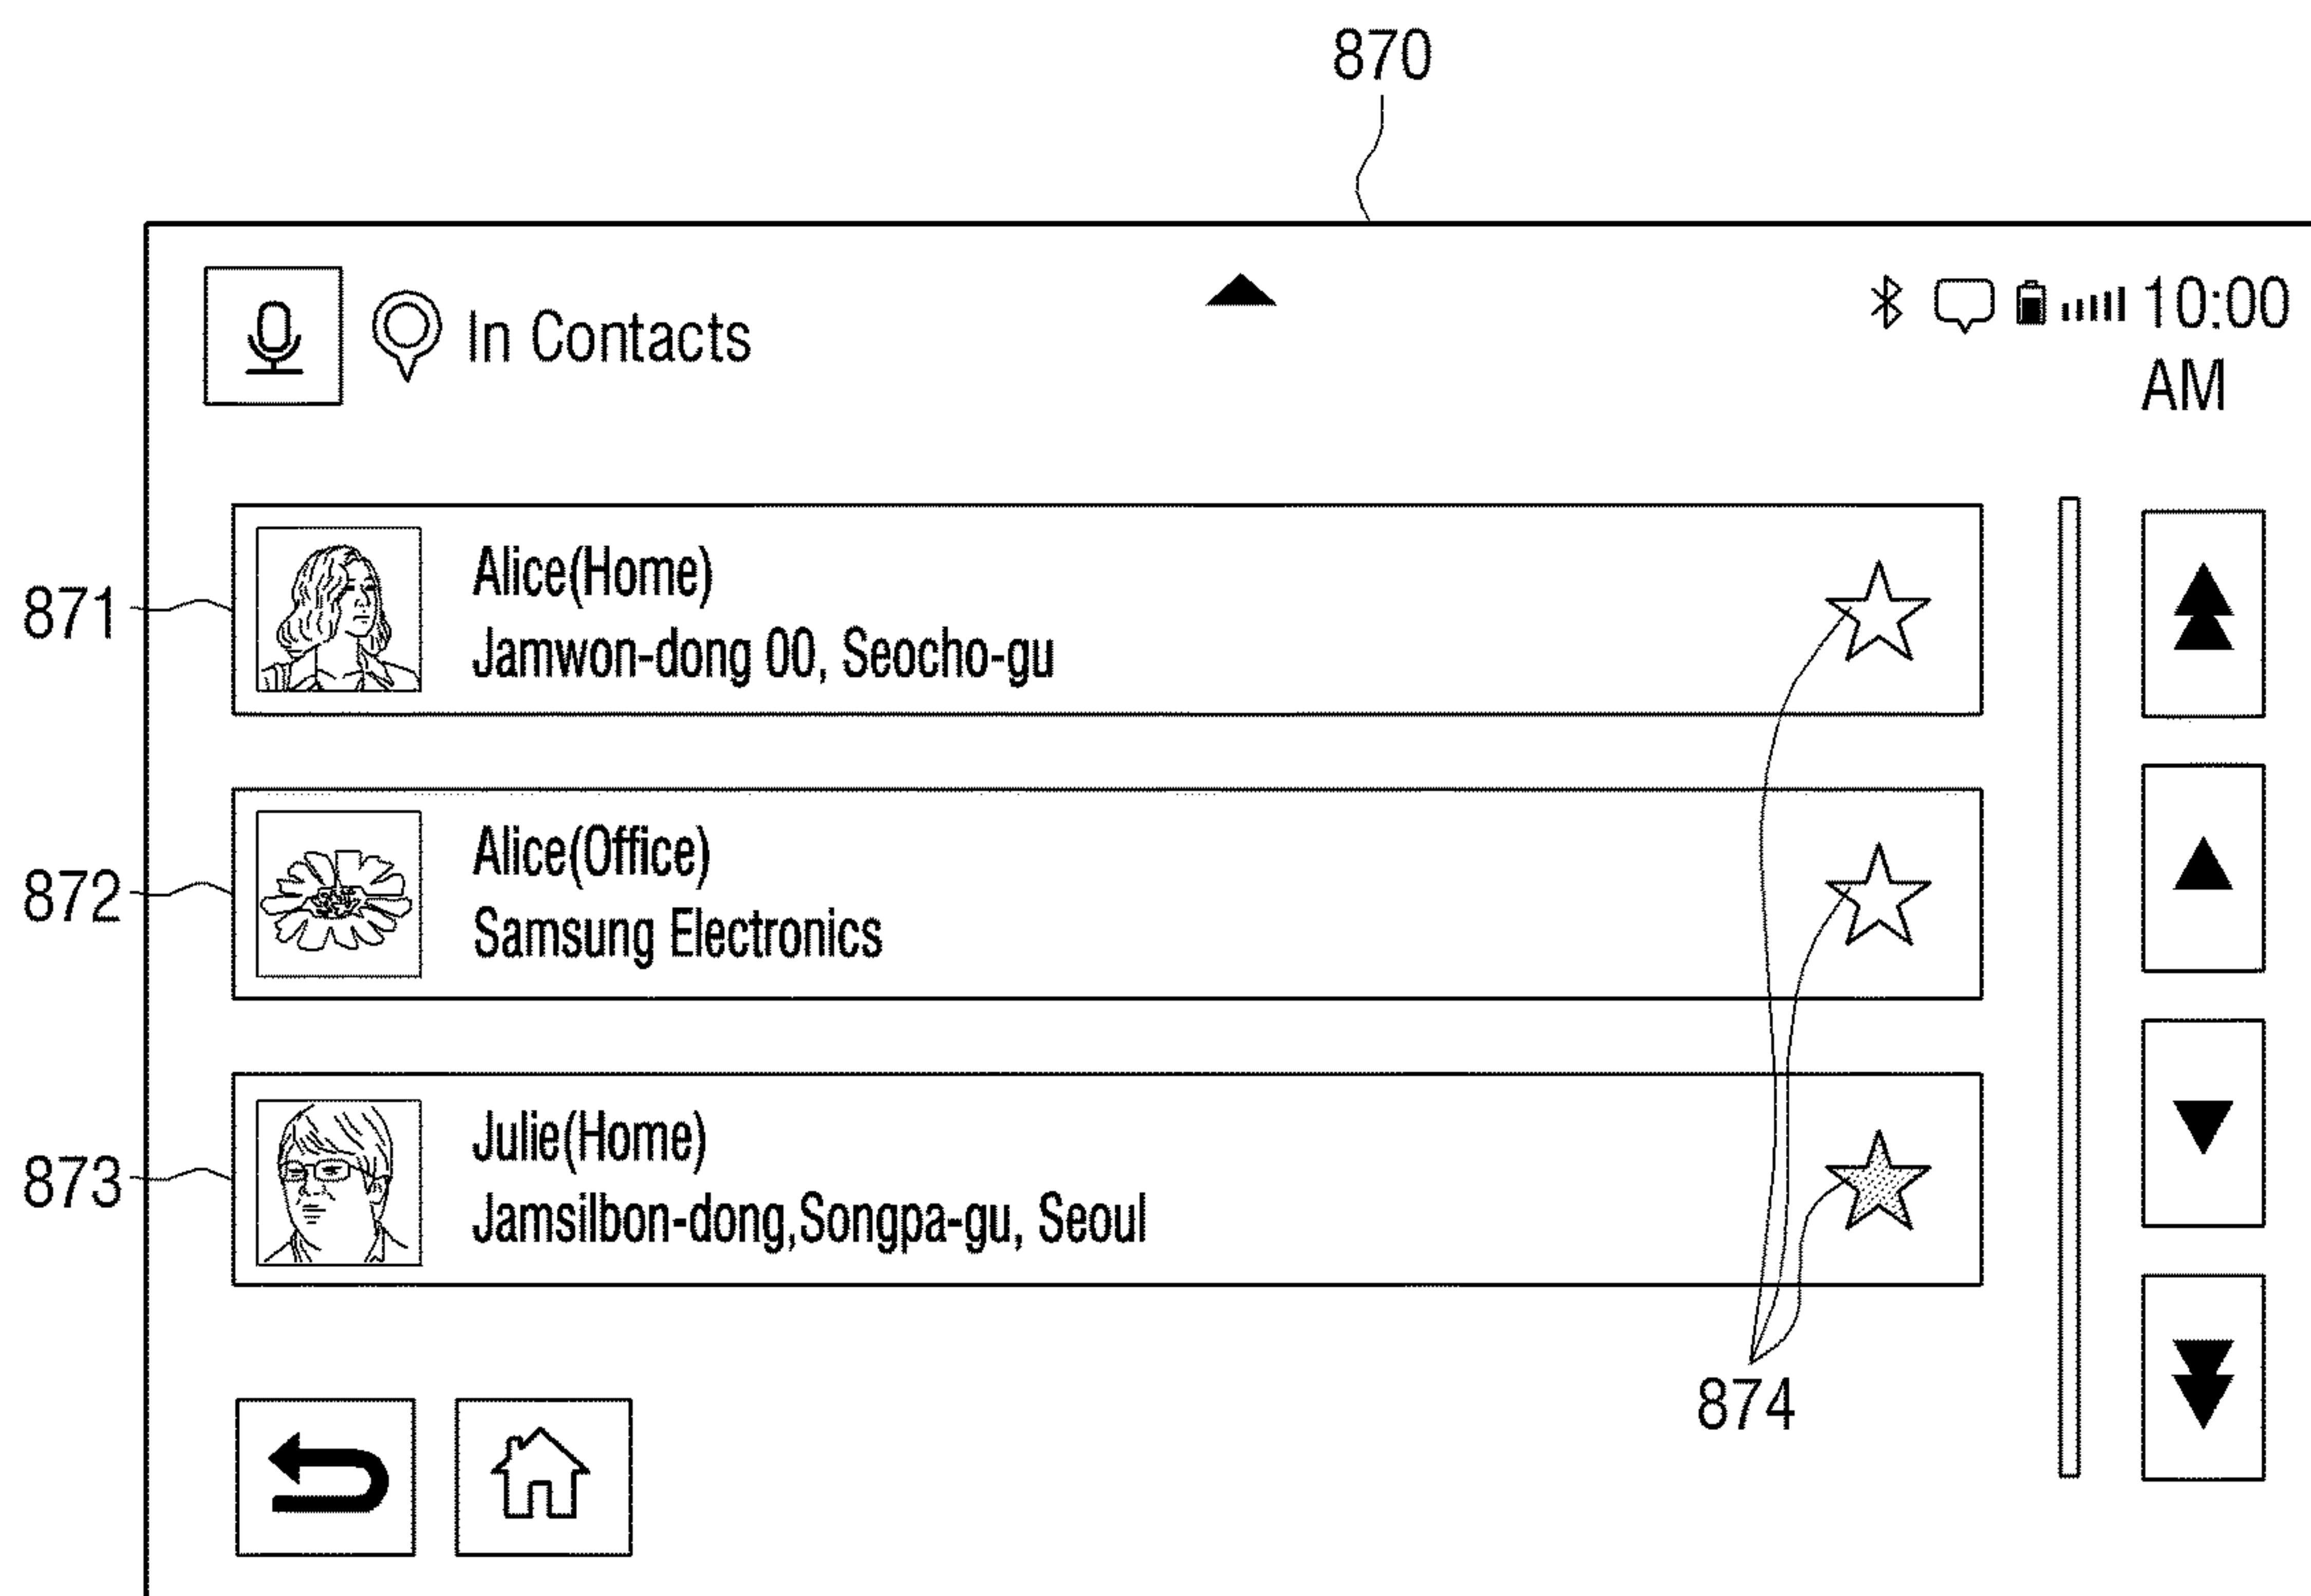 870
In Contacts
10:00
AM
871
Alice(Home)
Jamwon-dong 00, Seocho-gu
872
Alice(Office)
Samsung Electronics
873
Julie(Home)
Jamsilbon-dong,Songpa-gu, Seoul
874